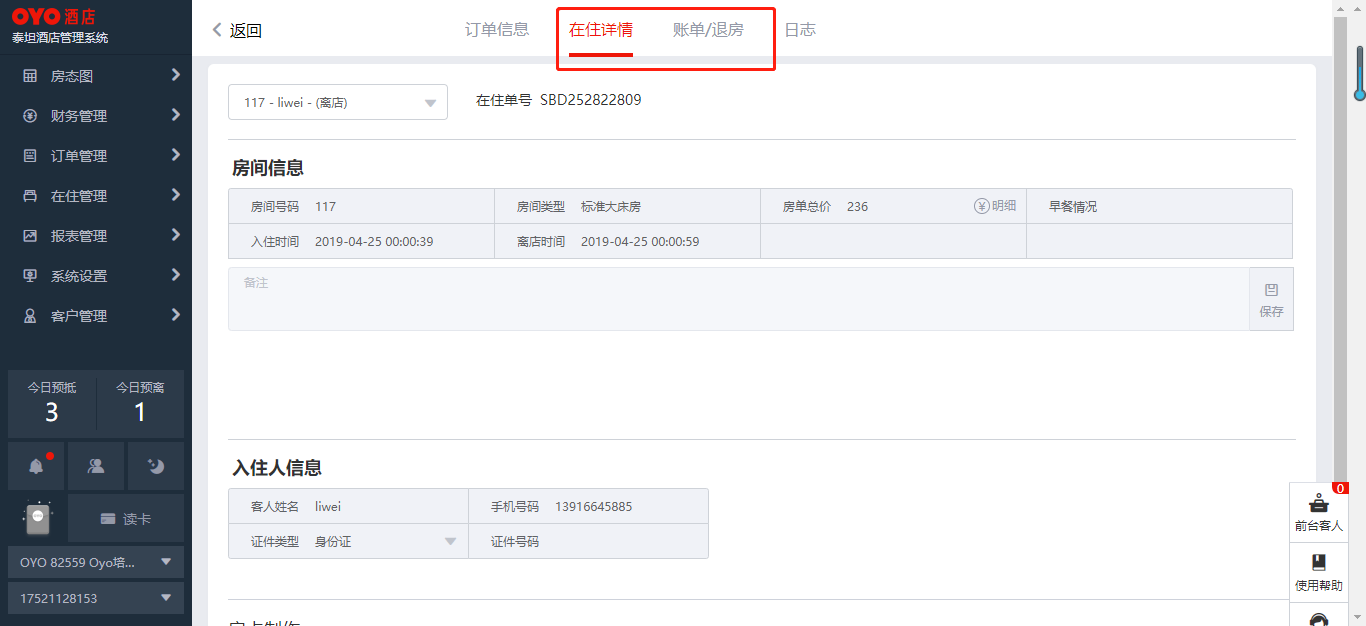 OYO 酒店
泰坦酒店管理系统
房态图
财务管理
订单管理
在住管理
报表管理
系统设置
客户管理
今日预抵
3
今日预离
1
读卡
OYO 82559 Oyo培...
17521128153
返回
订单信息
在住详情
账单/退房
日志
117 - liwei - (离店)
在住单号 SBD252822809
房间信息
房间号码 117
房间类型 标准大床房
房单总价 236
明细
早餐情况
入住时间 2019-04-25 00:00:39
离店时间 2019-04-25 00:00:59
备注
保存
入住人信息
客人姓名 liwei
手机号码 13916645885
证件类型 身份证
证件号码
0
前台客人
使用帮助